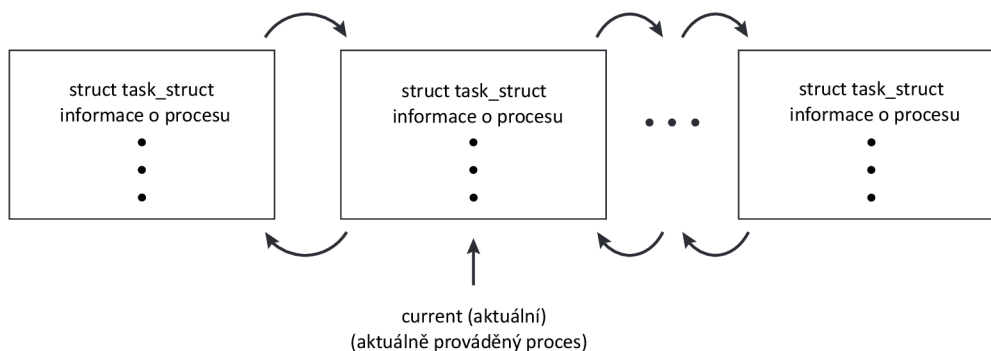 struct task_struct
informace o procesu
struct task_struct
informace o procesu
struct task_struct
informace o procesu
current (aktuální)
(aktuálně prováděný proces)